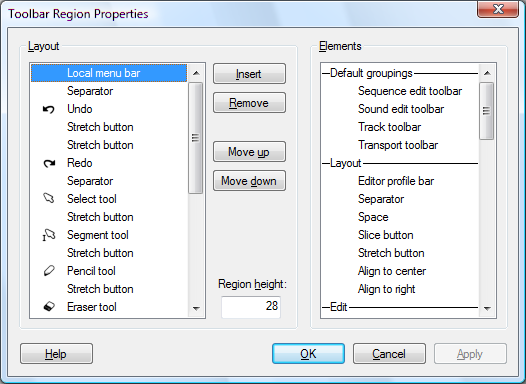 Toolbar Region Properties
Layout
Local menu bar
Separator
Undo
Stretch button
Stretch button
Redo
Separator
Select tool
Stretch button
Segment tool
Stretch button
Pencil tool
Stretch button
Eraser tool
Insert
Remove
Move up
Move down
Region height:
28
Elements
Default groupings
Sequence edit toolbar
Sound edit toolbar
Track toolbar
Transport toolbar
Layout
Editor profile bar
Separator
Space
Slice button
Stretch button
Align to center
Align to right
Edit
Help
OK
Cancel
Apply